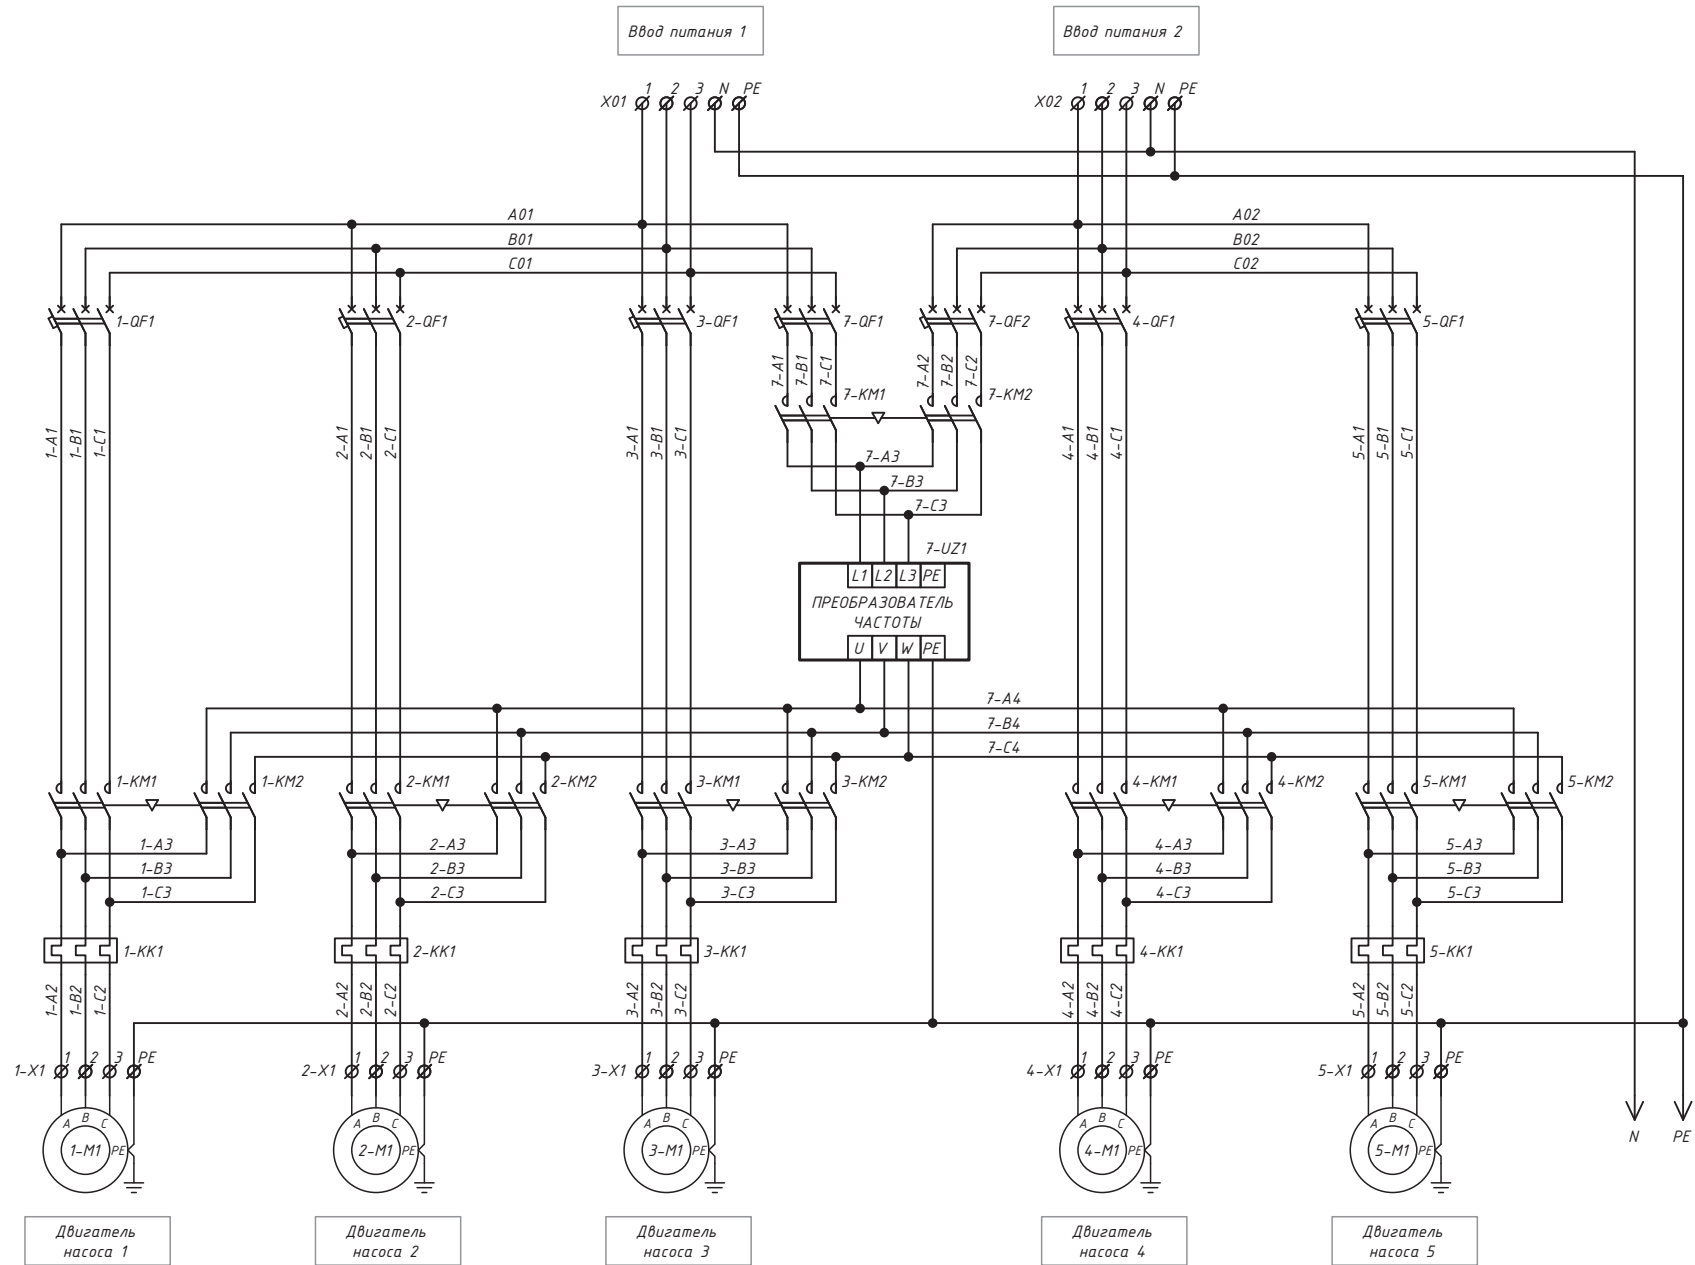 Ввод питания 1
Ввод питания 2
X01 1 2 3 N PE
X02 1 2 3 N PE
A01
A02
B01
B02
C01
C02
1-QF1
2-QF1
3-QF1
7-QF1
7-QF2
4-QF1
5-QF1
7-A1
7-B1
7-C1
7-A2
7-B2
7-C2
7-KM1
7-KM2
1-A1
1-B1
1-C1
2-A1
2-B1
2-C1
3-A1
3-B1
3-C1
4-A1
4-B1
4-C1
5-A1
5-B1
5-C1
7-A3
7-B3
7-C3
7-UZ1
L1 L2 L3 PE
ПРЕОБРАЗОВАТЕЛЬ
ЧАСТОТЫ
U V W PE
7-A4
7-B4
7-C4
1-KM1
1-KM2
2-KM1
2-KM2
3-KM1
3-KM2
4-KM1
4-KM2
5-KM1
5-KM2
1-A3
1-B3
1-C3
2-A3
2-B3
2-C3
3-A3
3-B3
3-C3
4-A3
4-B3
4-C3
5-A3
5-B3
5-C3
1-KK1
2-KK1
3-KK1
4-KK1
5-KK1
1-A2
1-B2
1-C2
2-A2
2-B2
2-C2
3-A2
3-B2
3-C2
4-A2
4-B2
4-C2
5-A2
5-B2
5-C2
1-X1 1 2 3 PE
2-X1 1 2 3 PE
3-X1 1 2 3 PE
4-X1 1 2 3 PE
5-X1 1 2 3 PE
A B C
1-M1 PE
A B C
2-M1 PE
A B C
3-M1 PE
A B C
4-M1 PE
A B C
5-M1 PE
N
PE
Двигатель
насоса 1
Двигатель
насоса 2
Двигатель
насоса 3
Двигатель
насоса 4
Двигатель
насоса 5